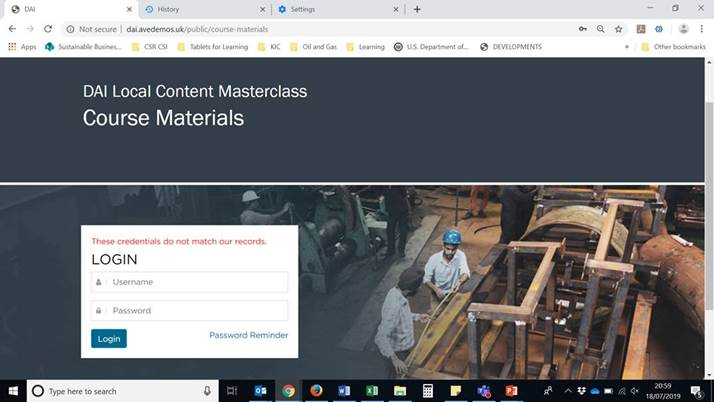 DAI
History
Settings
Not secure | dai.avedemos.uk/public/course-materials
Apps
Sustainable Busines...
CSR CSI
Tablets for Learning
KIC
Oil and Gas
Learning
U.S. Department of...
DEVELOPMENTS
»
Other bookmarks
DAI Local Content Masterclass
Course Materials
These credentials do not match our records.
LOGIN
Username
Password
Login
Password Reminder
Type here to search
20:59
18/07/2019